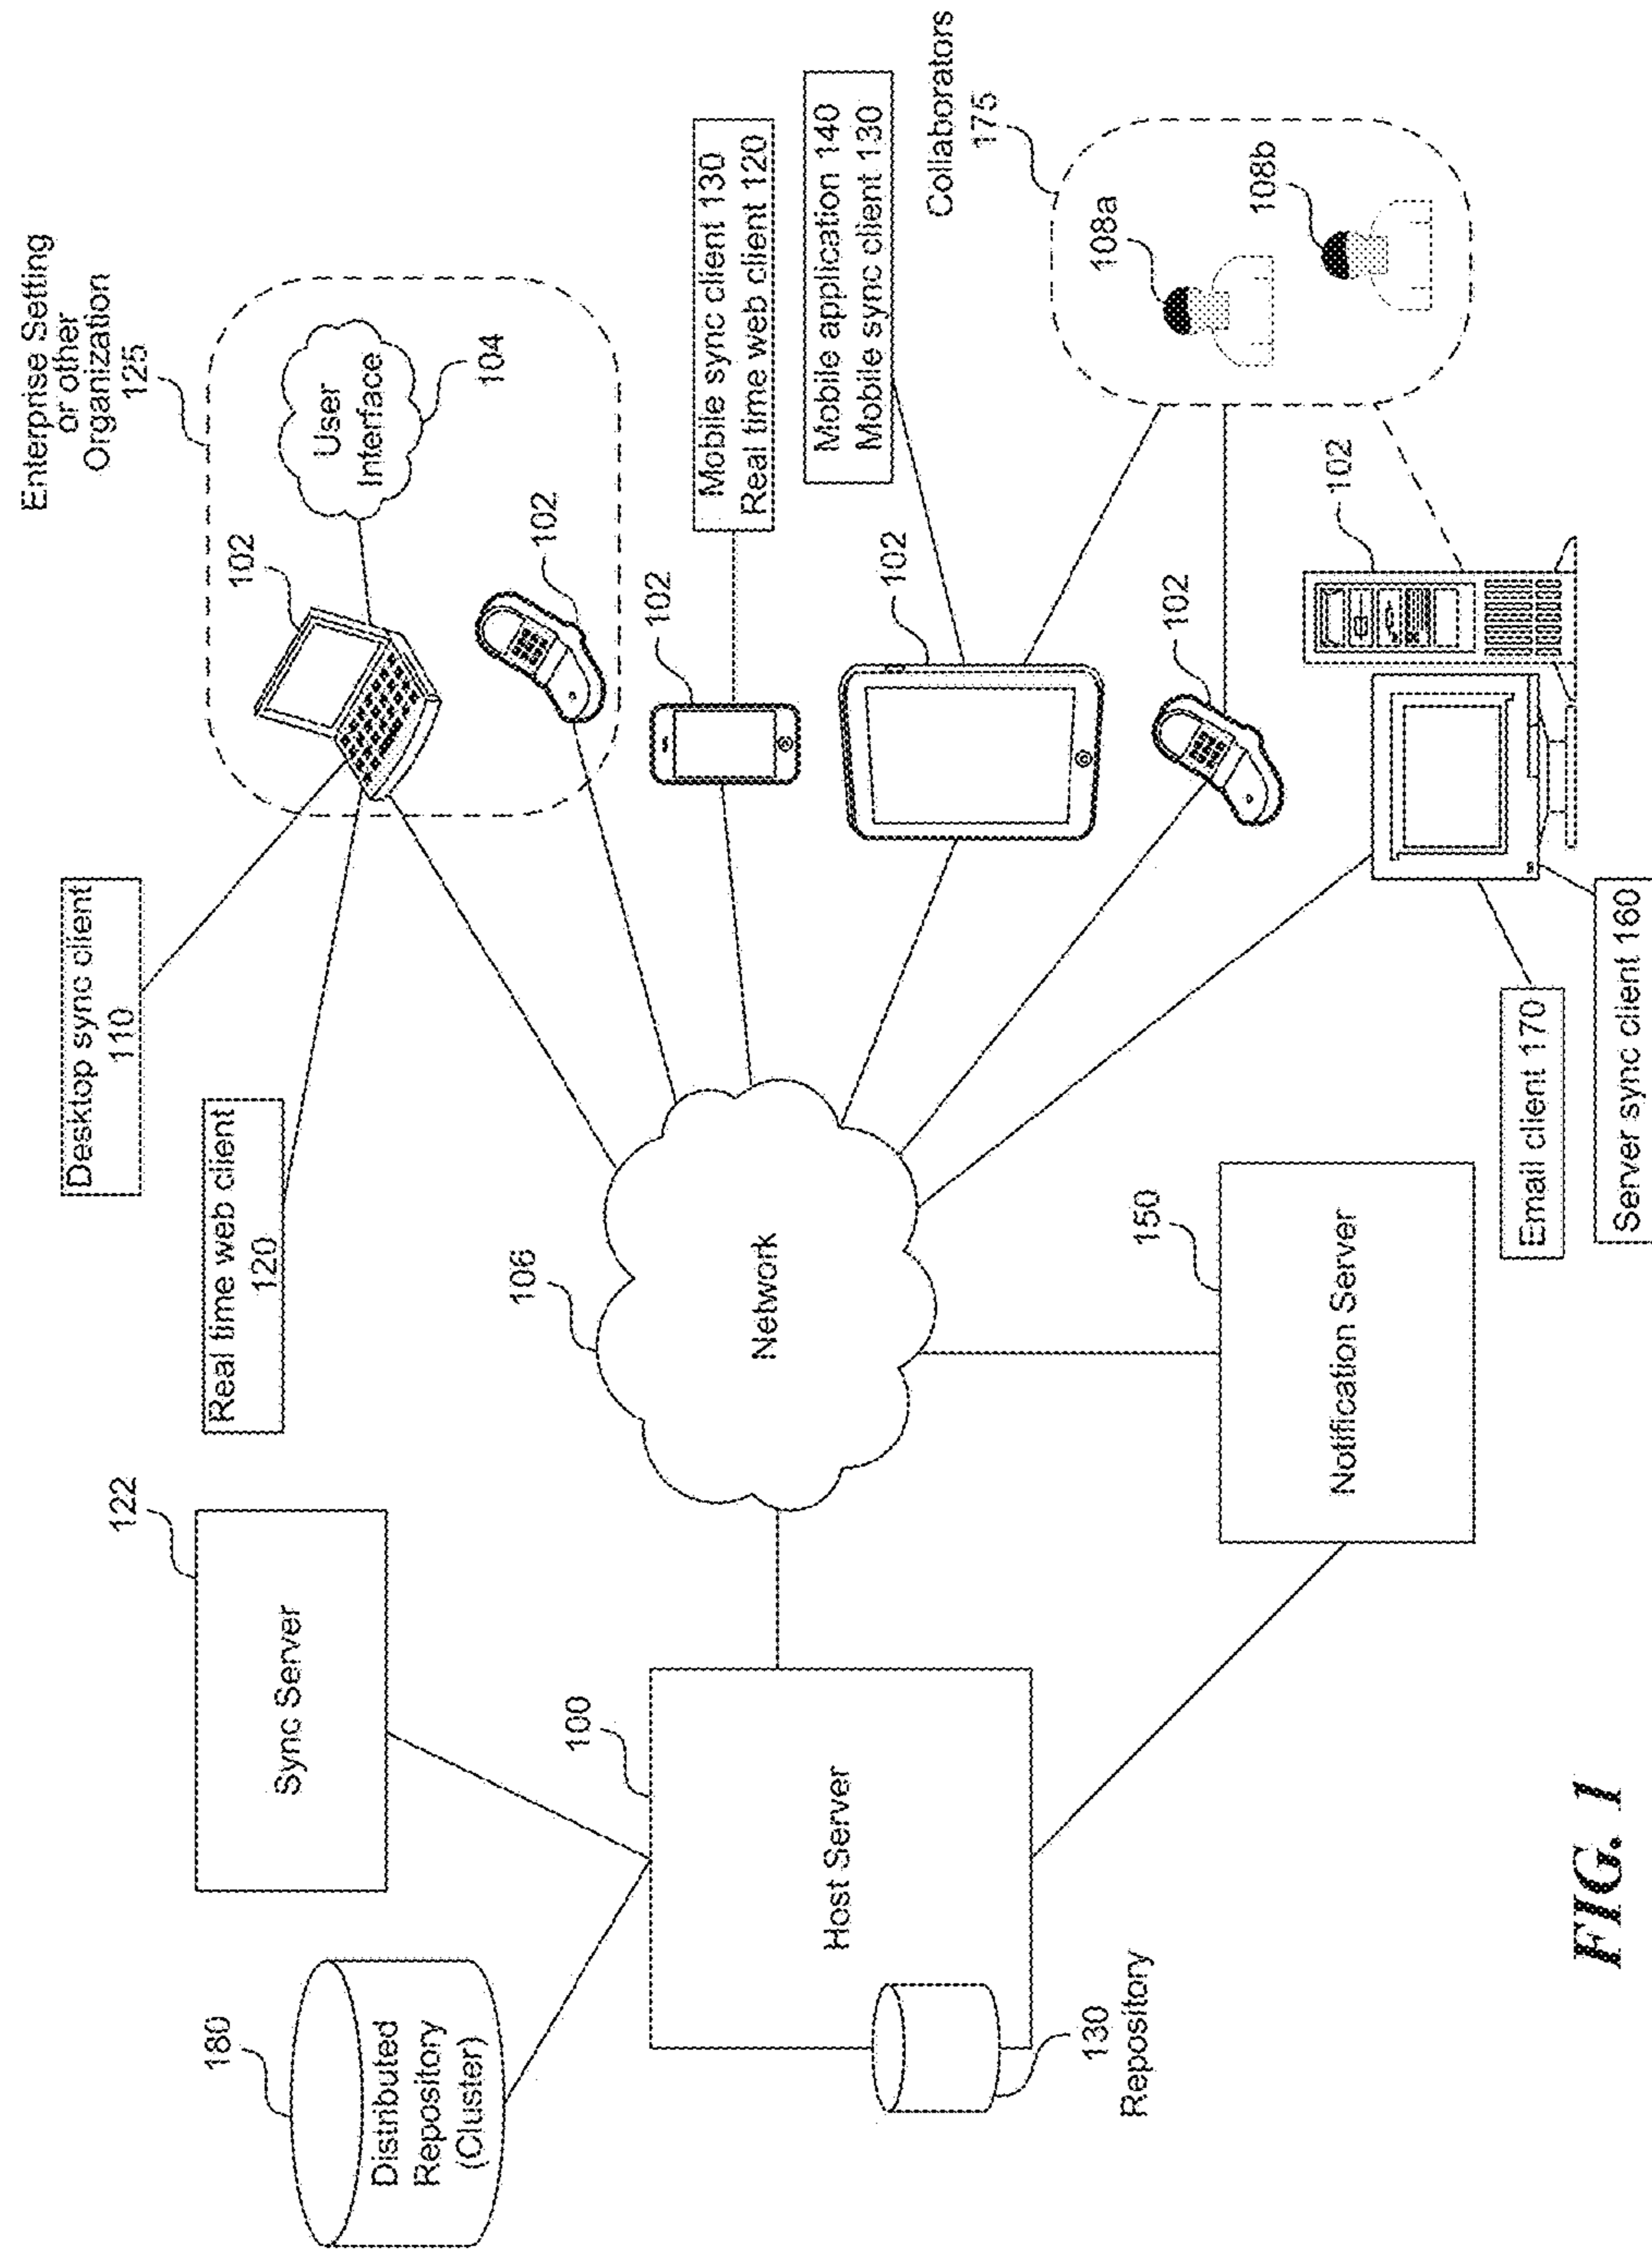 180
Distributed
Repository
(Cluster)
122
Sync Server
100
Host Server
130
Repository
106
Network
150
Notification Server
Desktop sync client
110
Real time web client
120
Enterprise Setting
or other
Organization
125
102
User
Interface
104
102
102
Mobile sync client 130
Real time web client 120
102
Mobile application 140
Mobile sync client 130
102
Collaborators
175
108a
108b
102
Email client 170
Server sync client 160
FIG. 1